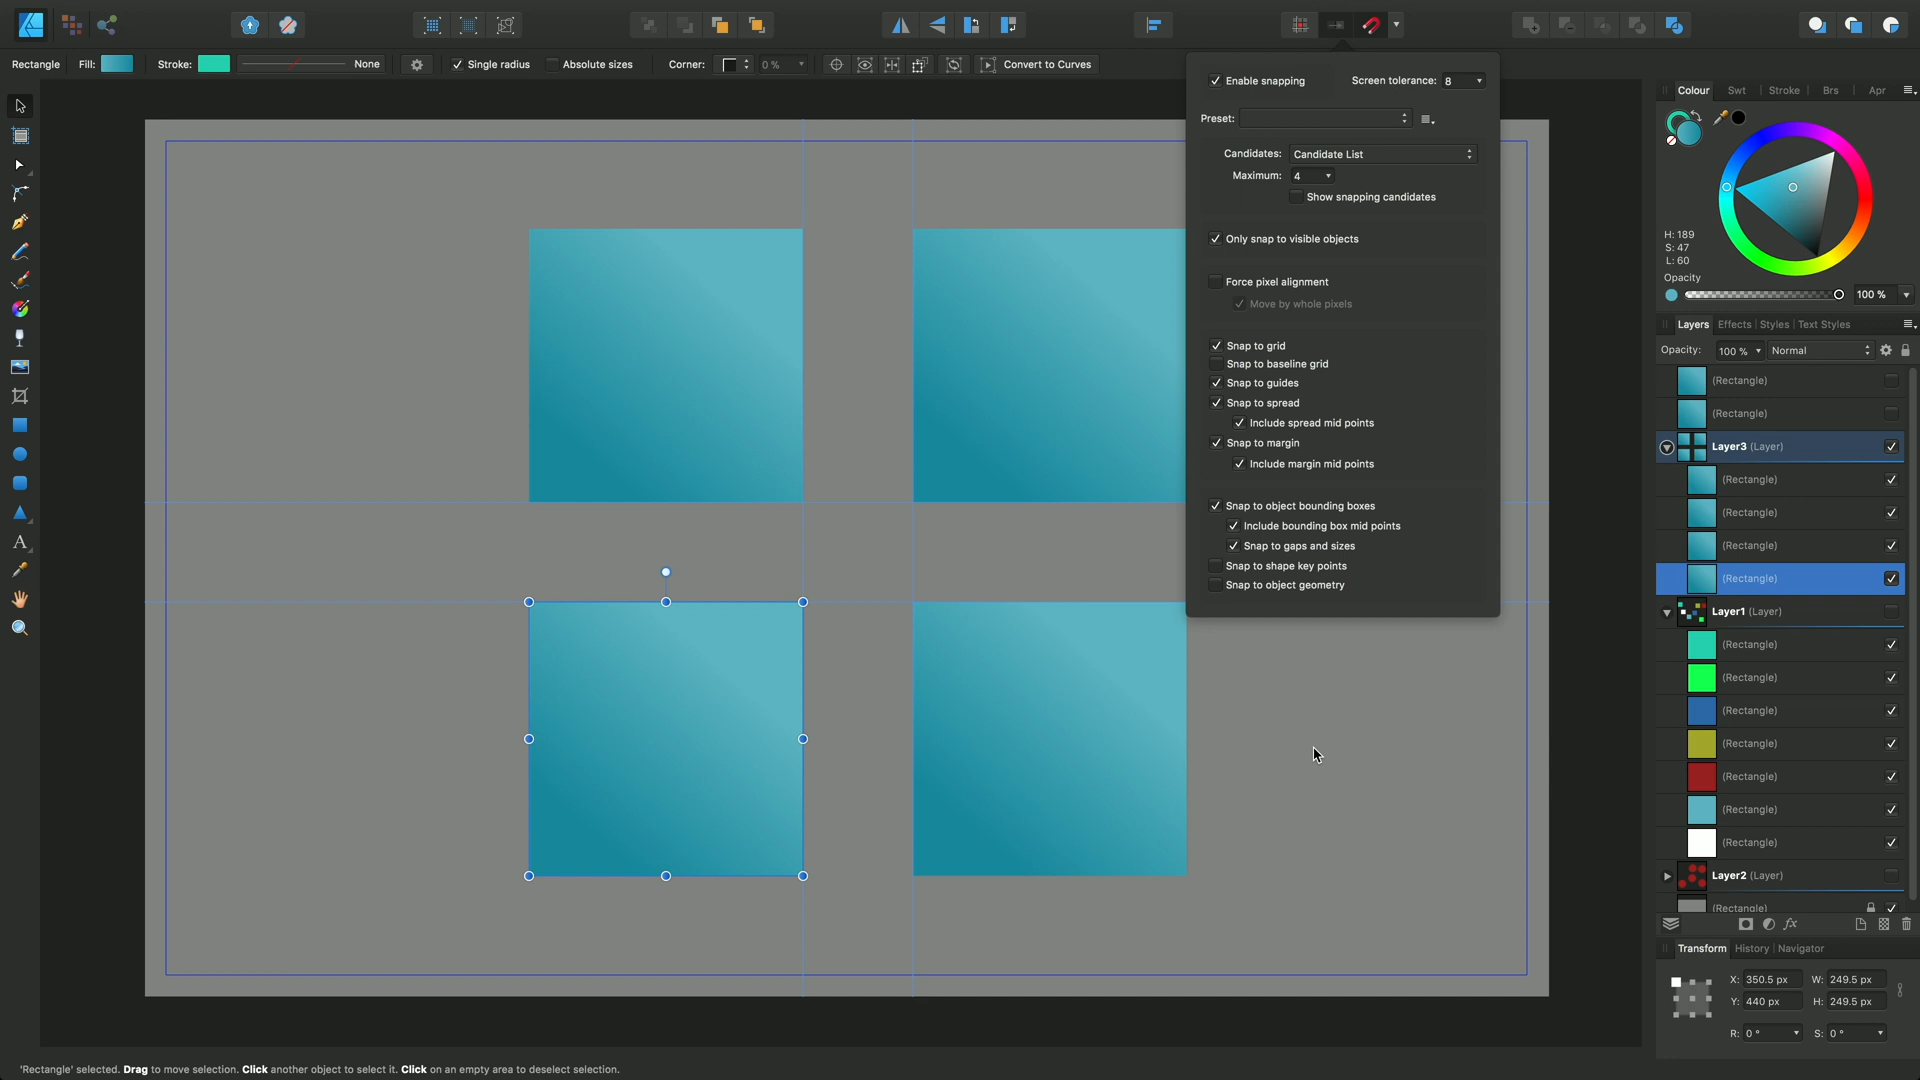 Rectangle Fill: Stroke: None Single radius Absolute sizes Corner: 0 % Convert to Curves
Enable snapping Screen tolerance: 8
Preset:
Candidates: Candidate List
Maximum: 4
Show snapping candidates
Only snap to visible objects
Force pixel alignment
Move by whole pixels
Snap to grid
Snap to baseline grid
Snap to guides
Snap to spread
Include spread mid points
Snap to margin
Include margin mid points
Snap to object bounding boxes
Include bounding box mid points
Snap to gaps and sizes
Snap to shape key points
Snap to object geometry
Colour Swt Stroke Brs Apr
H: 189
S: 47
L: 60
Opacity
100 %
Layers Effects Styles Text Styles
Opacity: 100 % Normal
(Rectangle)
(Rectangle)
Layer3 (Layer)
(Rectangle)
(Rectangle)
(Rectangle)
(Rectangle)
Layer1 (Layer)
(Rectangle)
(Rectangle)
(Rectangle)
(Rectangle)
(Rectangle)
(Rectangle)
(Rectangle)
Layer2 (Layer)
(Rectangle)
fx
Transform History Navigator
X: 350.5 px W: 249.5 px
Y: 440 px H: 249.5 px
R: 0 ° S: 0 °
'Rectangle' selected. Drag to move selection. Click another object to select it. Click on an empty area to deselect selection.